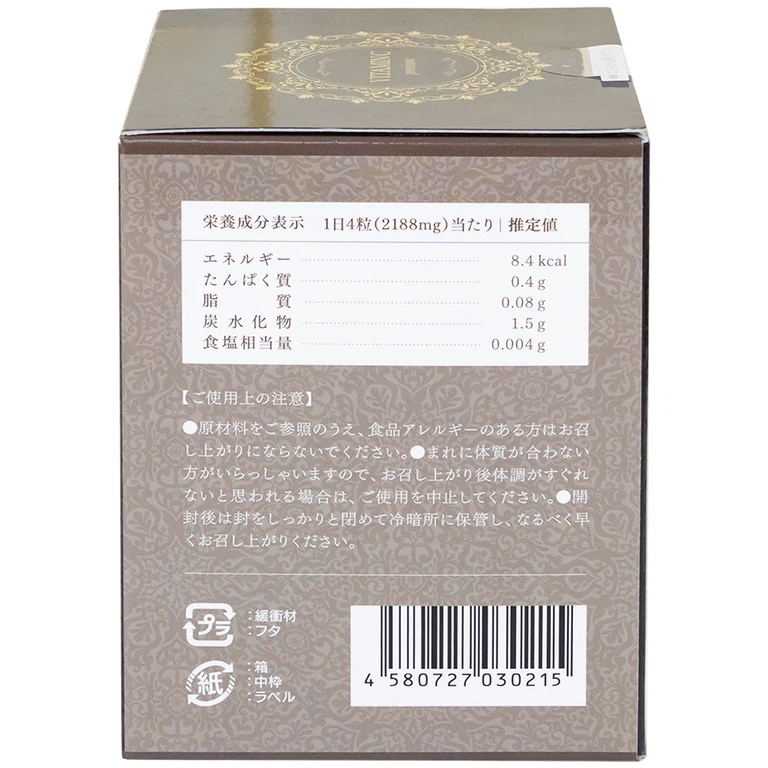 VITAMIN C
栄養成分表示 1日4粒(2188mg)当たり|推定値
エネルギー 8.4kcal
たんぱく質 0.4g
脂質 0.08g
炭水化物 1.5g
食塩相当量 0.004g
【ご使用上の注意】
●原材料をご参照のうえ、食品アレルギーのある方はお召
し上がりにならないでください。●まれに体質が合わない
方がいらっしゃいますので、お召し上がり後体調がすぐれ
ないと思われる場合は、ご使用を中止してください。●開
封後は封をしっかりと閉めて冷暗所に保管し、なるべく早
くお召し上がりください。
プラ
:緩衝材
:フタ
紙
:箱
:中枠
:ラベル
4 580727 030215